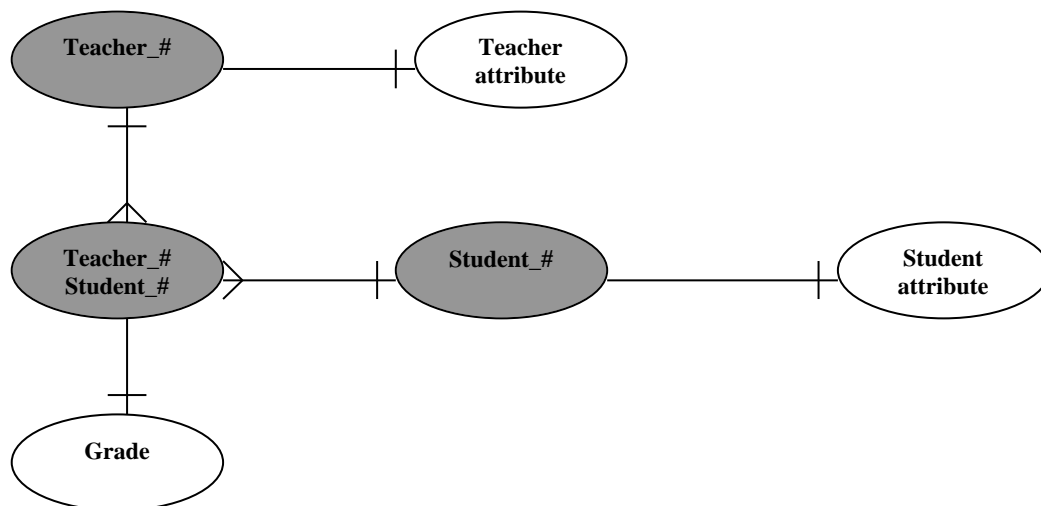 Teacher_#
Teacher
attribute
Teacher_#
Student_#
Student_#
Student
attribute
Grade